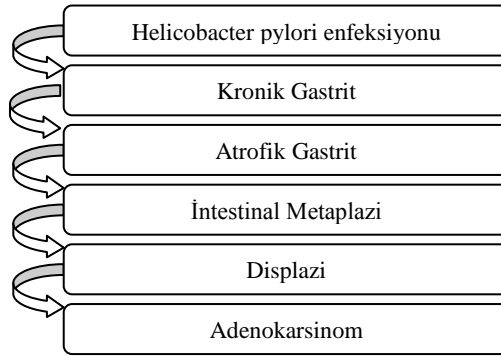 Helicobacter pylori enfeksiyonu
Kronik Gastrit
Atrofik Gastrit
İntestinal Metaplazi
Displazi
Adenokarsinom